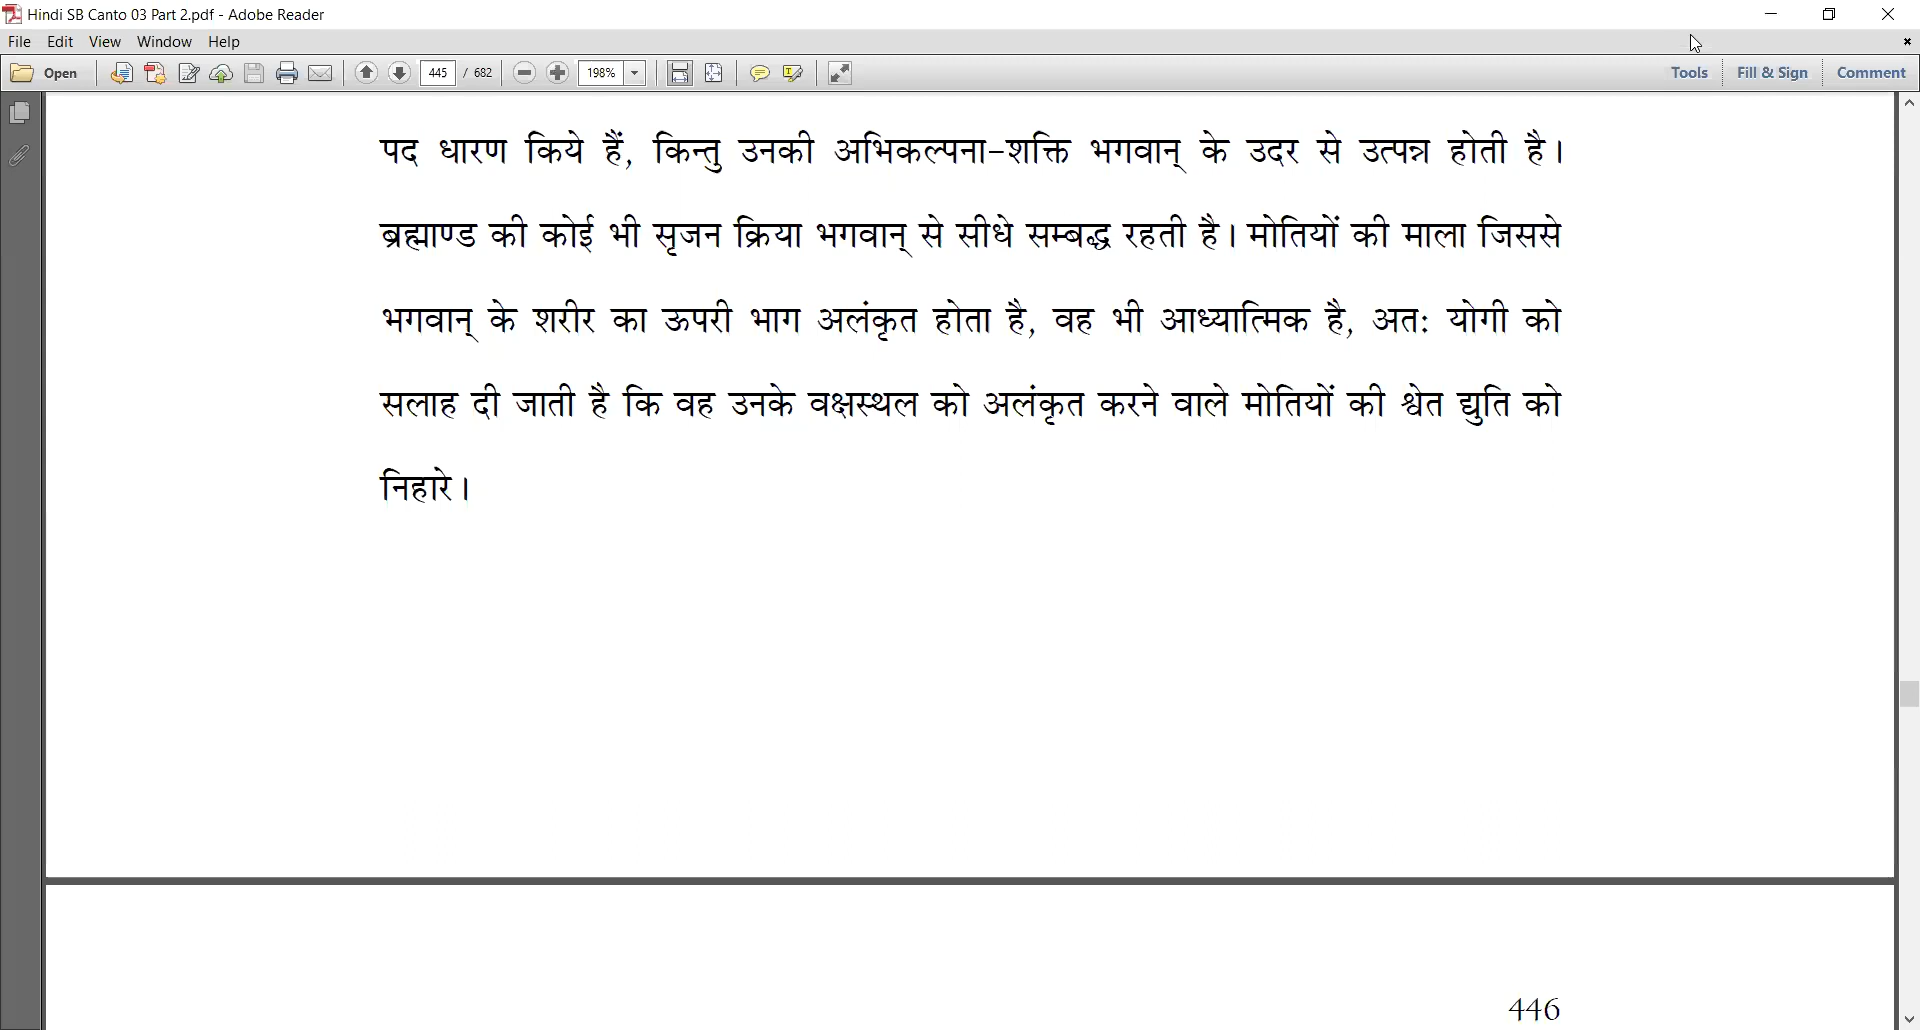 Hindi SB Canto 03 Part 2.pdf - Adobe Reader
File Edit View Window Help
Open 445 / 682 198% Tools Fill & Sign Comment
पद धारण किये हैं, किन्तु उनकी अभिकल्पना-शक्ति भगवान् के उदर से उत्पन्न होती है।
ब्रह्माण्ड की कोई भी सृजन क्रिया भगवान् से सीधे सम्बद्ध रहती है। मोतियों की माला जिससे
भगवान् के शरीर का ऊपरी भाग अलंकृत होता है, वह भी आध्यात्मिक है, अतः योगी को
सलाह दी जाती है कि वह उनके वक्षस्थल को अलंकृत करने वाले मोतियों की श्वेत द्युति को
निहारे।
446